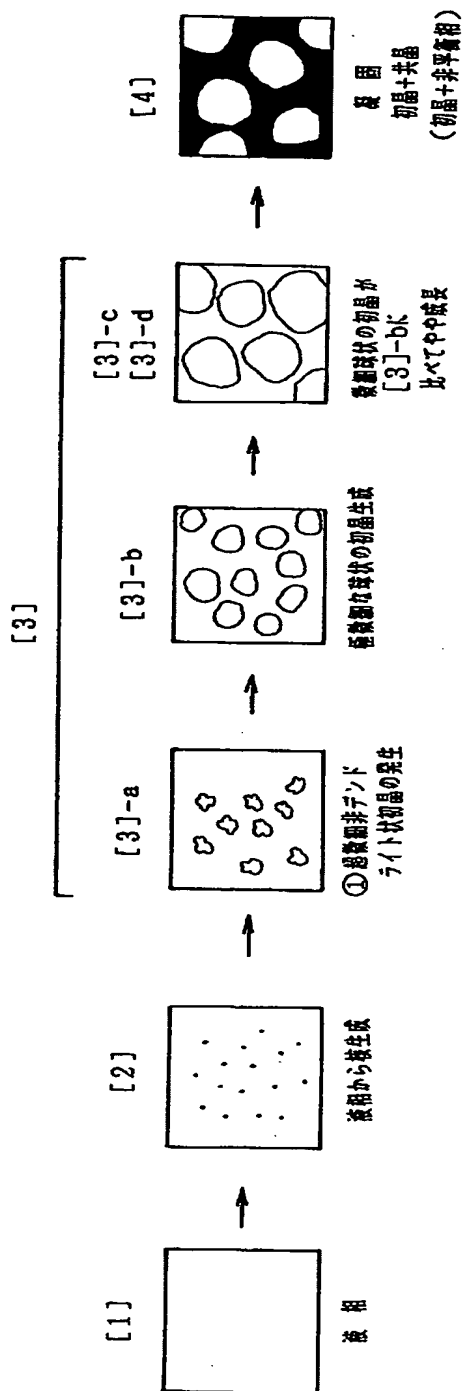 [1]
液 相
[2]
液相から核生成
[3]
[3]-a
①超微細非デンド
ライト状初晶の発生
[3]-b
極微細な球状の初晶生成
[3]-c
[3]-d
微細球状の初晶が
[3]-bに
比べてやや成長
[4]
凝 固
初晶+共晶
(初晶+非平衡相)